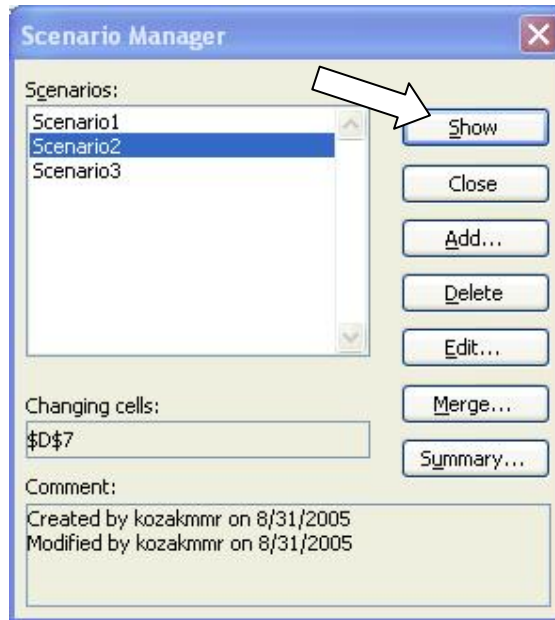 Scenario Manager
Scenarios:
Scenario1
Scenario2
Scenario3
Show
Close
Add...
Delete
Edit...
Merge...
Summary...
Changing cells:
$D$7
Comment:
Created by kozakmmr on 8/31/2005
Modified by kozakmmr on 8/31/2005